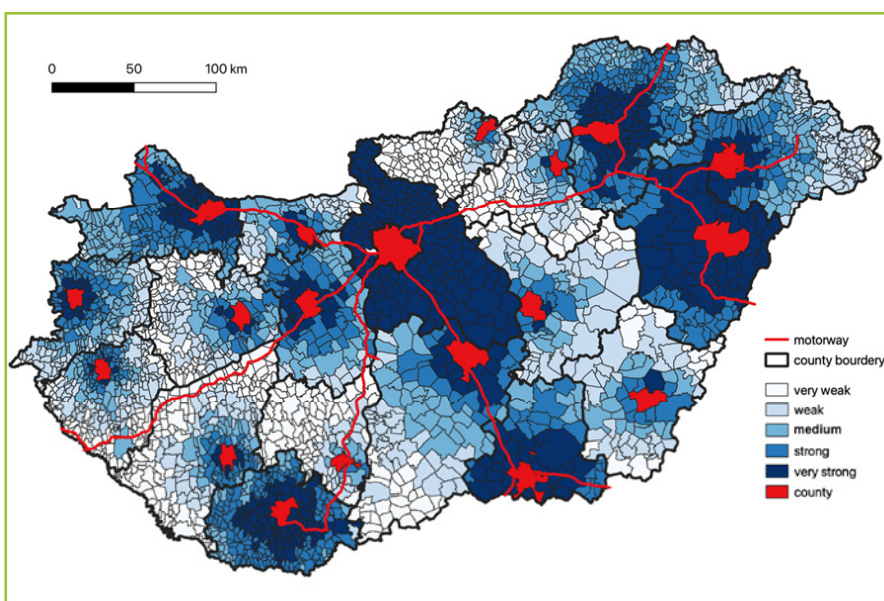 0 50 100 km
motorway
county bourdery
very weak
weak
medium
strong
very strong
county